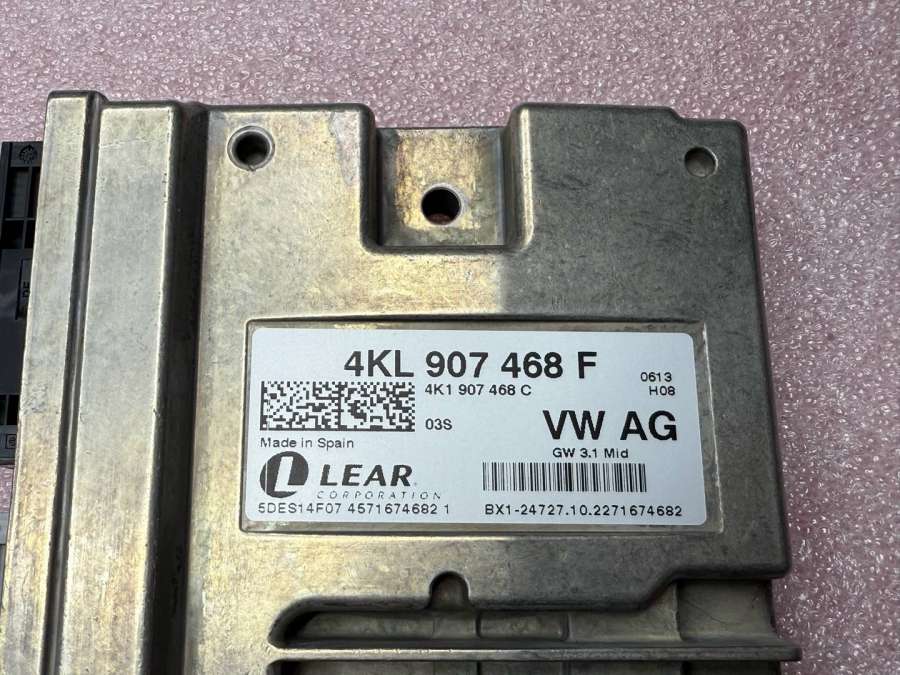 4KL 907 468 F
4K1 907 468 C
0613
H08
03S
VW AG
Made in Spain
GW 3.1 Mid
LEAR
CORPORATION
5DES14F07 4571674682 1
BX1-24727.10.2271674682